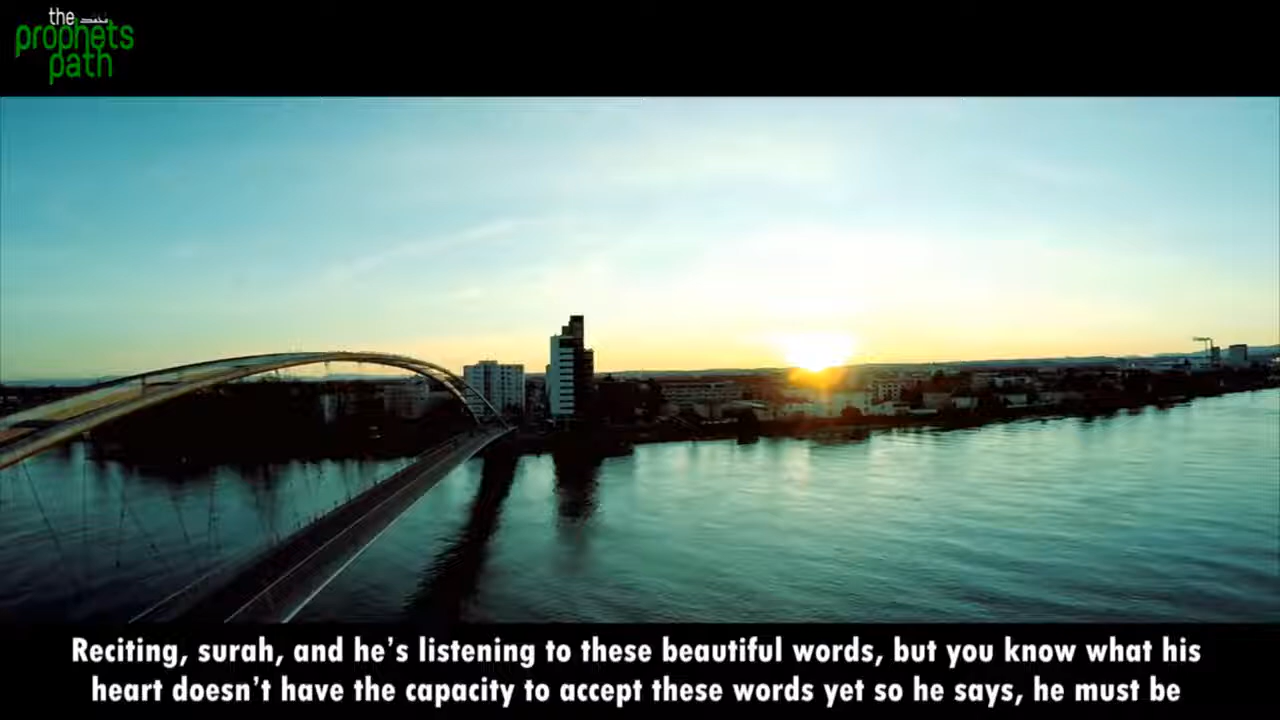 the محمد
prophets
path
Reciting, surah, and he's listening to these beautiful words, but you know what his
heart doesn't have the capacity to accept these words yet so he says, he must be